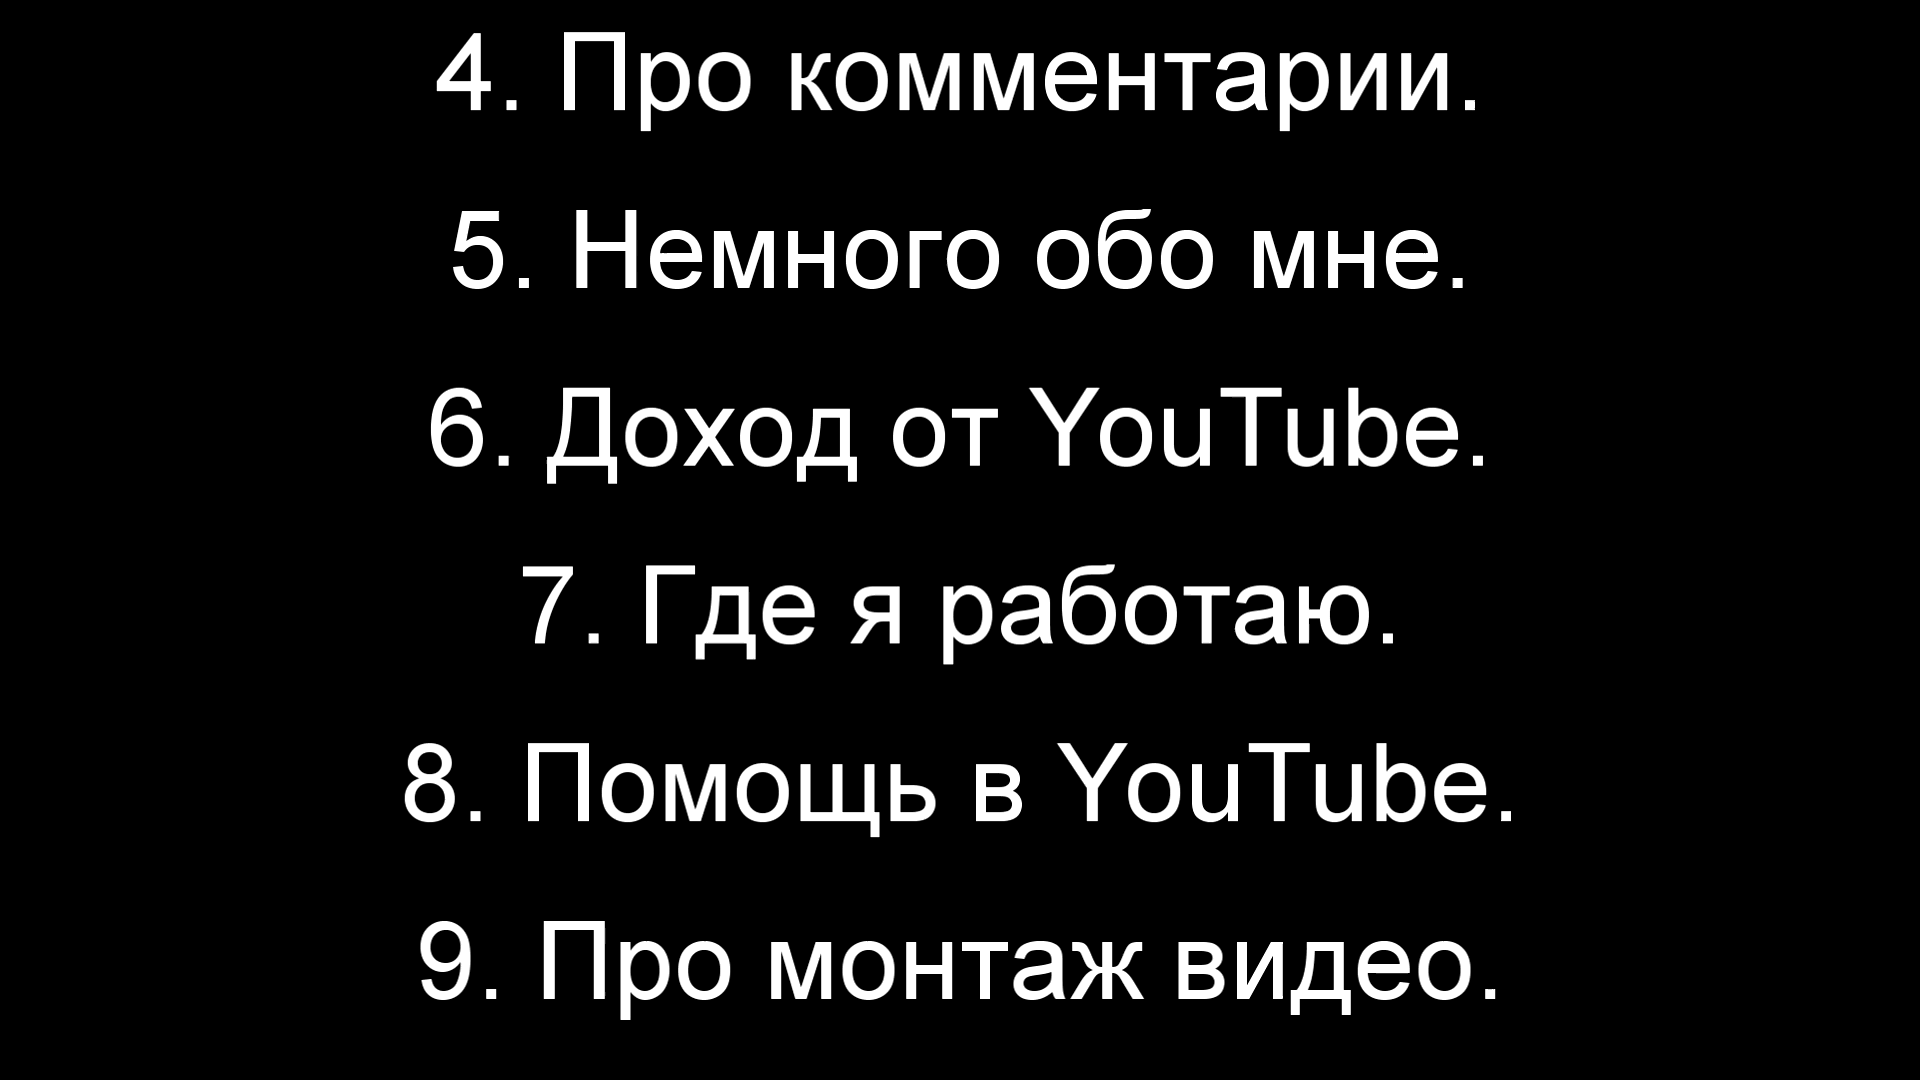 4. Про комментарии.
5. Немного обо мне.
6. Доход от YouTube.
7. Где я работаю.
8. Помощь в YouTube.
9. Про монтаж видео.